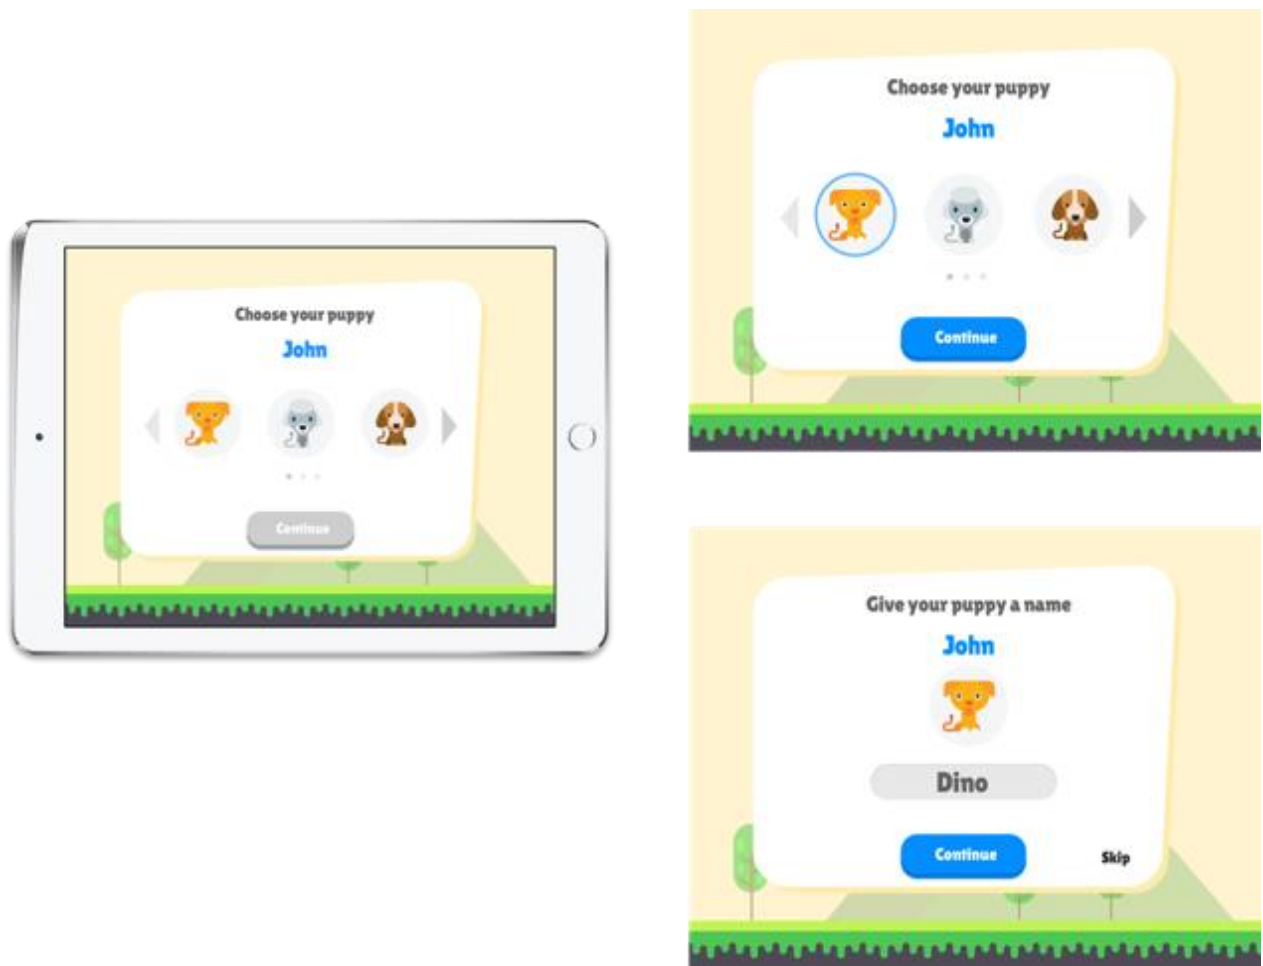 Choose your puppy
John
Continue
Choose your puppy
John
Continue
Give your puppy a name
John
Dino
Continue
Skip